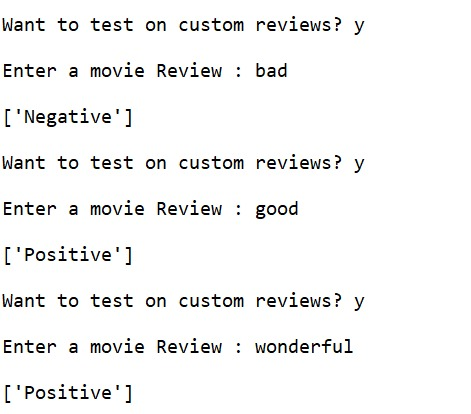 Want to test on custom reviews? y
Enter a movie Review : bad
['Negative']
Want to test on custom reviews? y
Enter a movie Review : good
['Positive']
Want to test on custom reviews? y
Enter a movie Review : wonderful
['Positive']